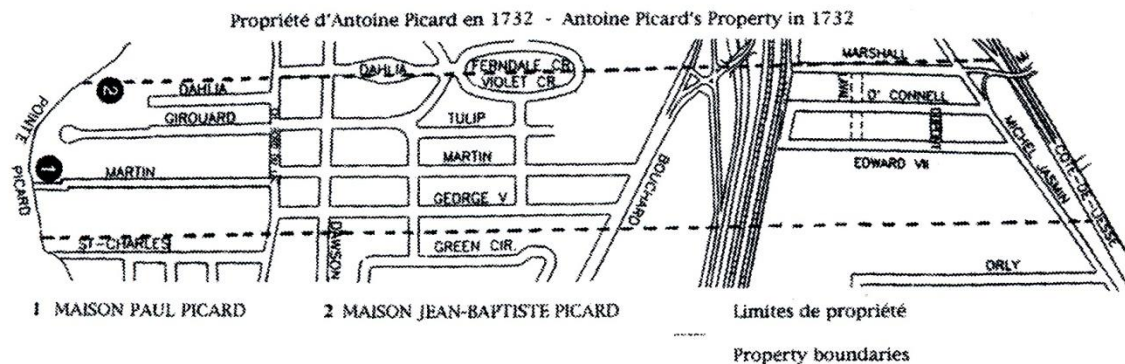 Propriété d'Antoine Picard en 1732 - Antoine Picard's Property in 1732
MARSHALL
FERNDALE CR.
VIOLET CR.
DAHLIA
2
DAHLIA
O' CONNELL
GIROUARD
TULIP
POINTE PICARD
1
MARTIN
MARTIN
EDWARD VII
BOUCHARD
MICHEL JASMIN
COTE-DE-LIESSE
GEORGE V
ST-CHARLES
DAWSON
GREEN CIR.
ORLY
1 MAISON PAUL PICARD
2 MAISON JEAN-BAPTISTE PICARD
Limites de propriété
Property boundaries